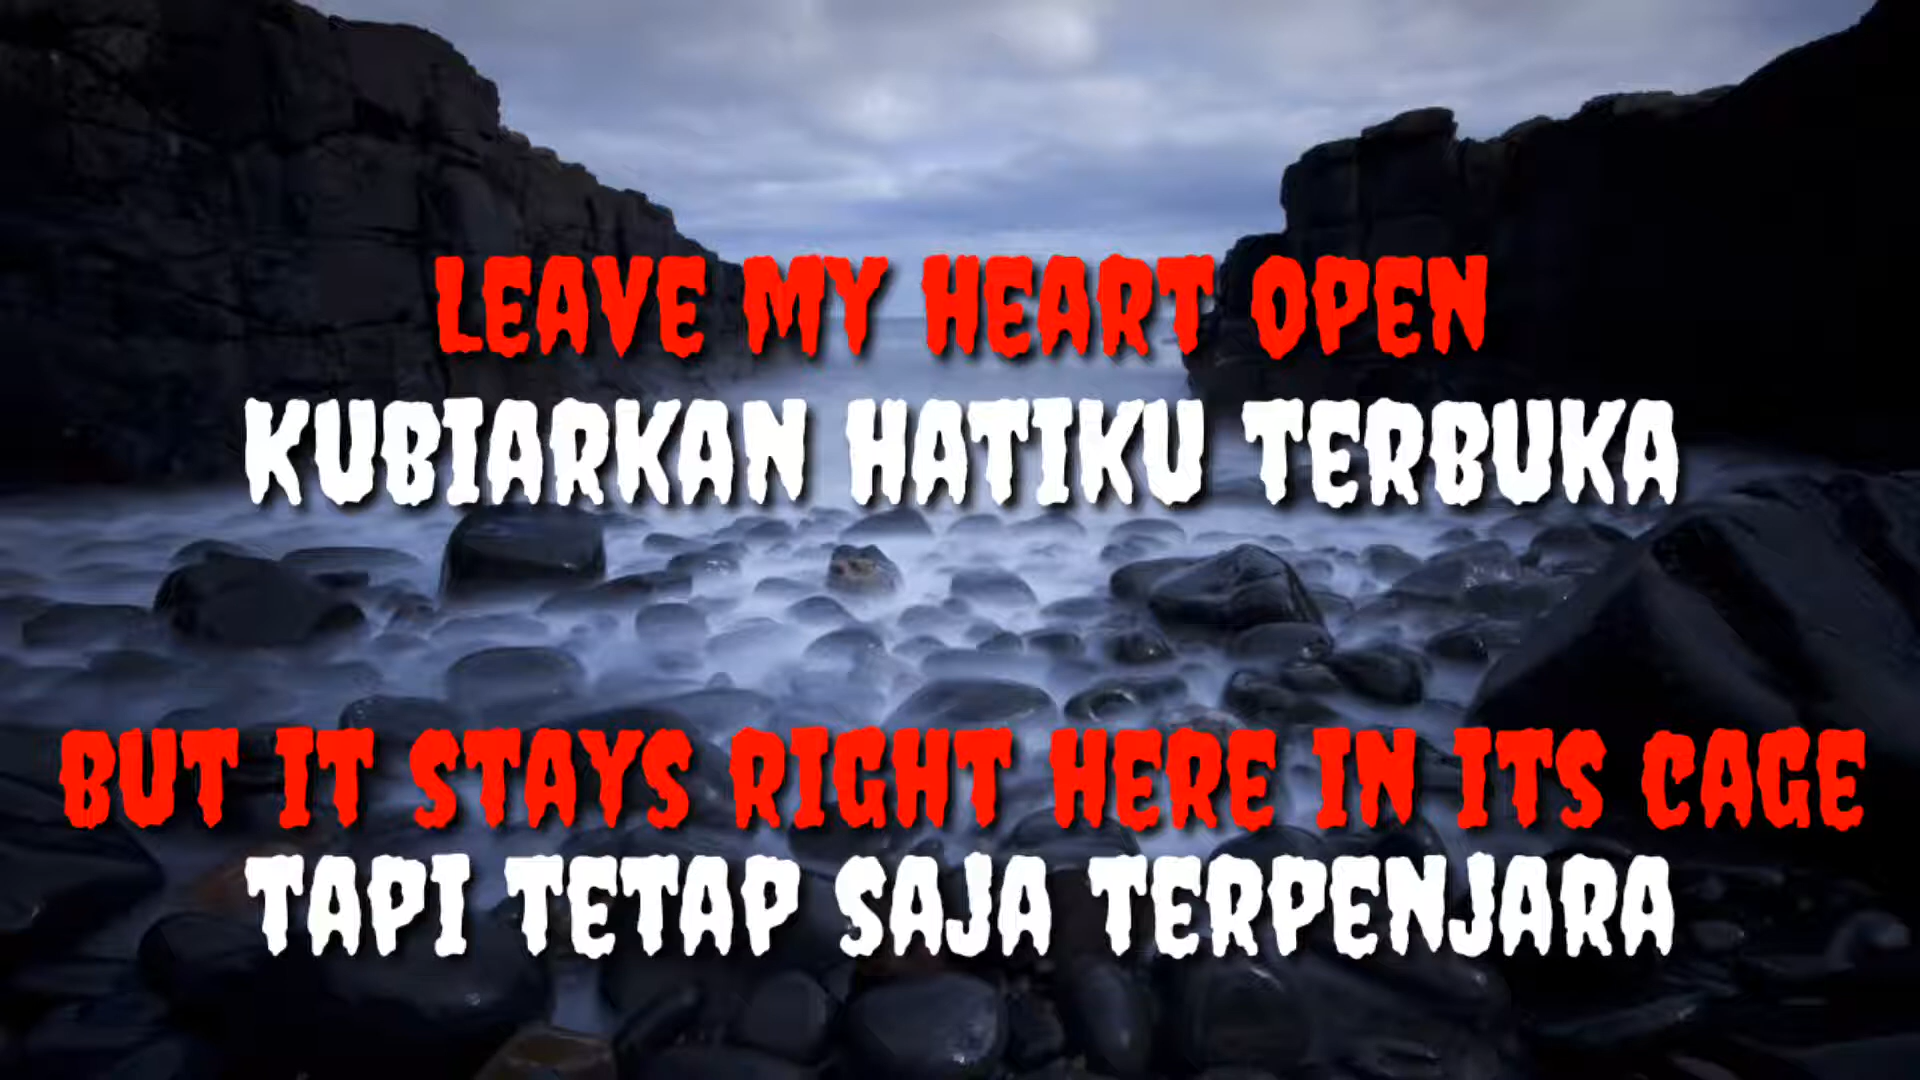 LEAVE MY HEART OPEN
KUBIARKAN HATIKU TERBUKA
BUT IT STAYS RIGHT HERE IN ITS CAGE
TAPI TETAP SAJA TERPENJARA